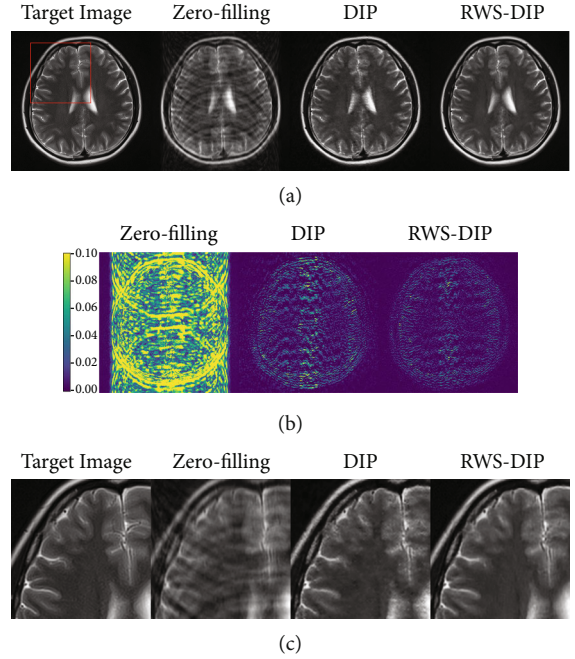 Target Image Zero-filling DIP RWS-DIP
(a)
Zero-filling DIP RWS-DIP
0.10
0.08
0.06
0.04
0.02
0.00
(b)
Target Image Zero-filling DIP RWS-DIP
(c)